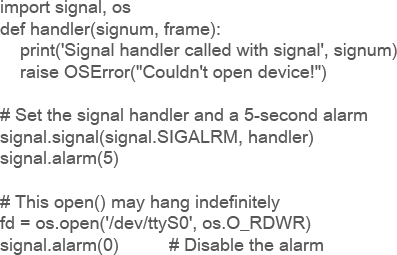 import signal, os
def handler(signum, frame):
    print('Signal handler called with signal', signum)
    raise OSError("Couldn't open device!")

# Set the signal handler and a 5-second alarm
signal.signal(signal.SIGALRM, handler)
signal.alarm(5)

# This open() may hang indefinitely
fd = os.open('/dev/ttyS0', os.O_RDWR)
signal.alarm(0)          # Disable the alarm